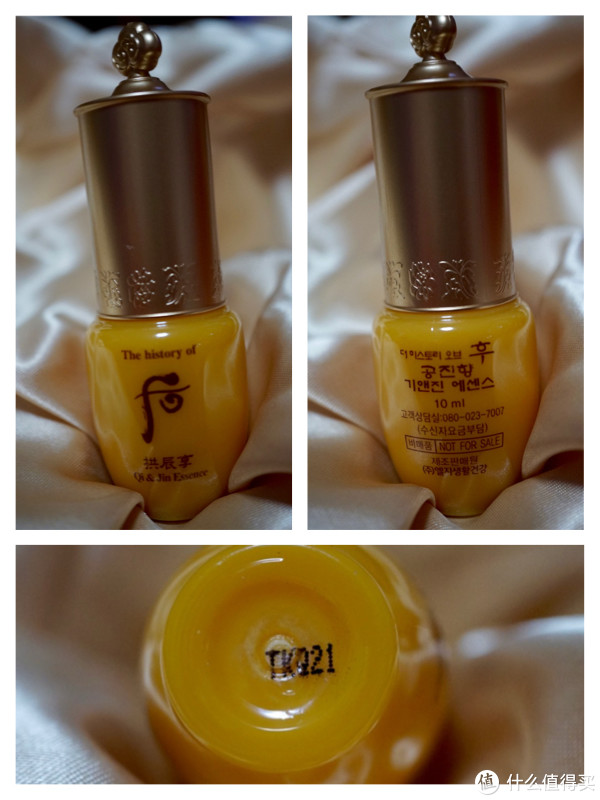 The history of
后
拱辰享
Qi & Jin Essence
더 히스토리 오브 후
공진향
기앤진 에센스
10 ml
고객상담실:080-023-7007
(수신자요금부담)
비매품 NOT FOR SALE
제조판매원
(주)엘지생활건강
TKQ21
值 什么值得买